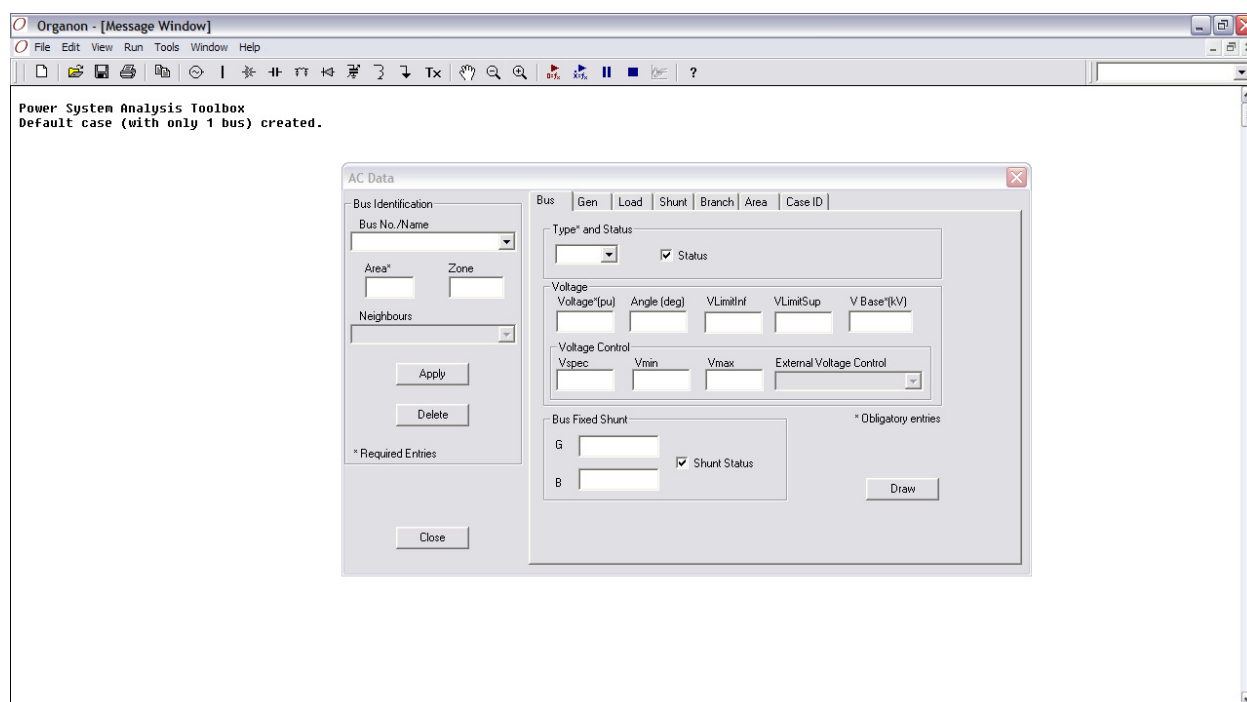 Organon - [Message Window]
File Edit View Run Tools Window Help
Tx ?
Power System Analysis Toolbox
Default case (with only 1 bus) created.
AC Data
Bus Identification
Bus No./Name
Area* Zone
Neighbours
Apply
Delete
* Required Entries
Close
Bus Gen Load Shunt Branch Area Case ID
Type* and Status
Status
Voltage
Voltage*(pu) Angle (deg) VLimitInf VLimitSup V Base*(kV)
Voltage Control
Vspec Vmin Vmax External Voltage Control
Bus Fixed Shunt
* Obligatory entries
G
Shunt Status
B
Draw